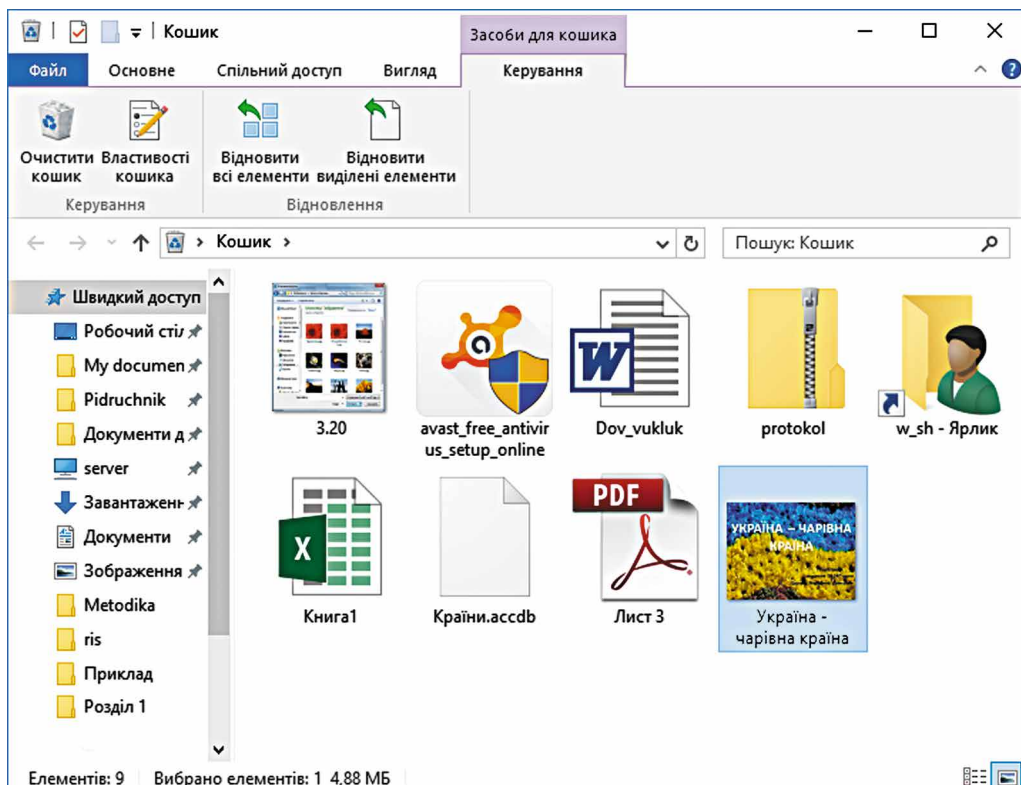 Кошик
Засоби для кошика
Файл
Основне
Спільний доступ
Вигляд
Керування
Очистити кошик
Властивості кошика
Відновити всі елементи
Відновити виділені елементи
Керування
Відновлення
Кошик
Пошук: Кошик
Швидкий доступ
Робочий стіл
My documen
Pidruchnik
Документи д
server
Завантаженн
Документи
Зображення
Metodika
ris
Приклад
Розділ 1
3.20
avast_free_antivir
us_setup_online
Dov_vukluk
protokol
w_sh - Ярлик
X
Книга1
Країни.accdb
PDF
Лист 3
W
УКРАЇНА – ЧАРІВНА
КРАЇНА
Україна -
чарівна країна
Елементів: 9
Вибрано елементів: 1 4,88 МБ